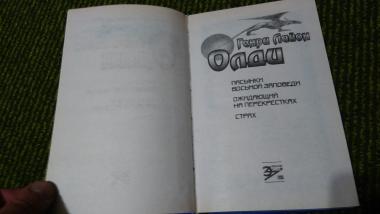 Генри Лайон
Олди
ПАСЫНКИ
ВОСЬМОЙ ЗАПОВЕДИ
ОЖИДАЮЩИЙ
НА ПЕРЕКРЕСТКАХ
СТРАХ